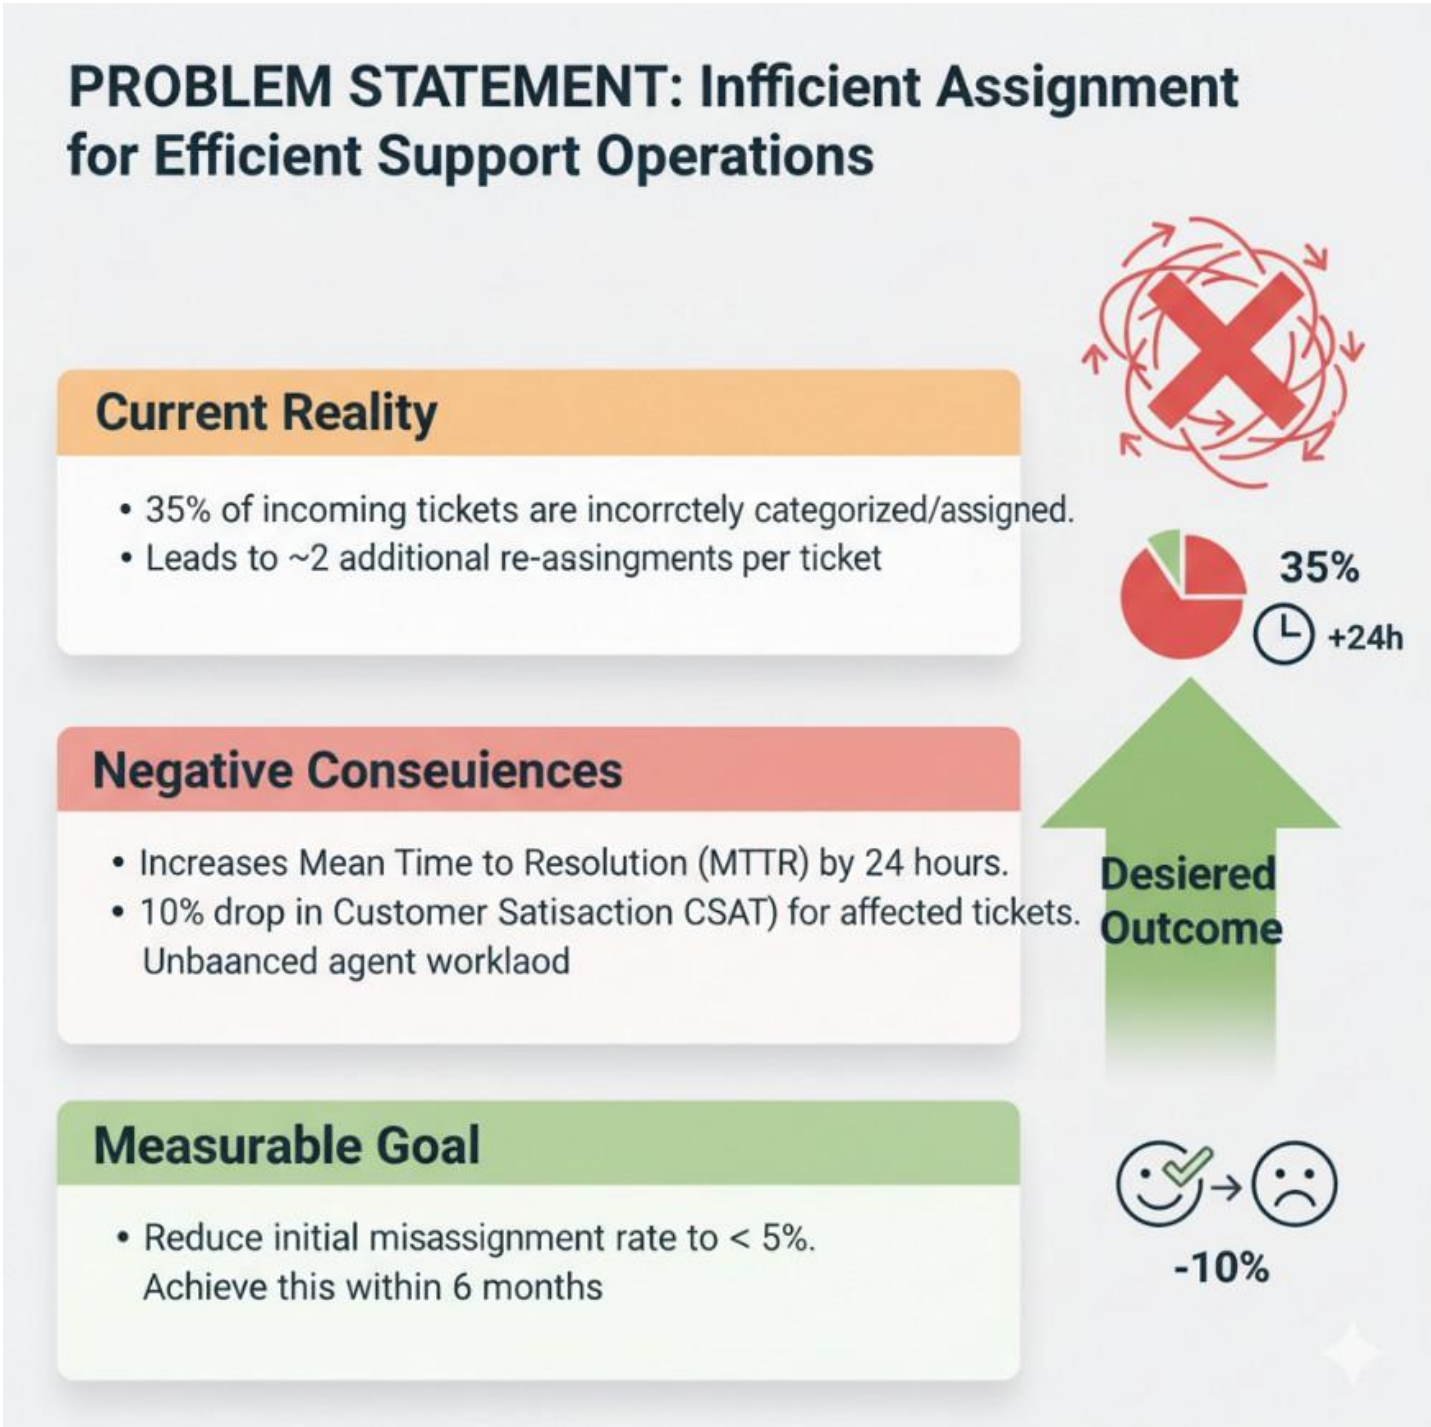 PROBLEM STATEMENT: Infficient Assignment
for Efficient Support Operations
Current Reality
• 35% of incoming tickets are incorrctely categorized/assigned.
• Leads to ~2 additional re-assingments per ticket
35%
+24h
Negative Conseuiences
• Increases Mean Time to Resolution (MTTR) by 24 hours.
• 10% drop in Customer Satisaction CSAT) for affected tickets.
Unbaanced agent worklaod
Desiered
Outcome
Measurable Goal
• Reduce initial misassignment rate to < 5%.
Achieve this within 6 months
-10%